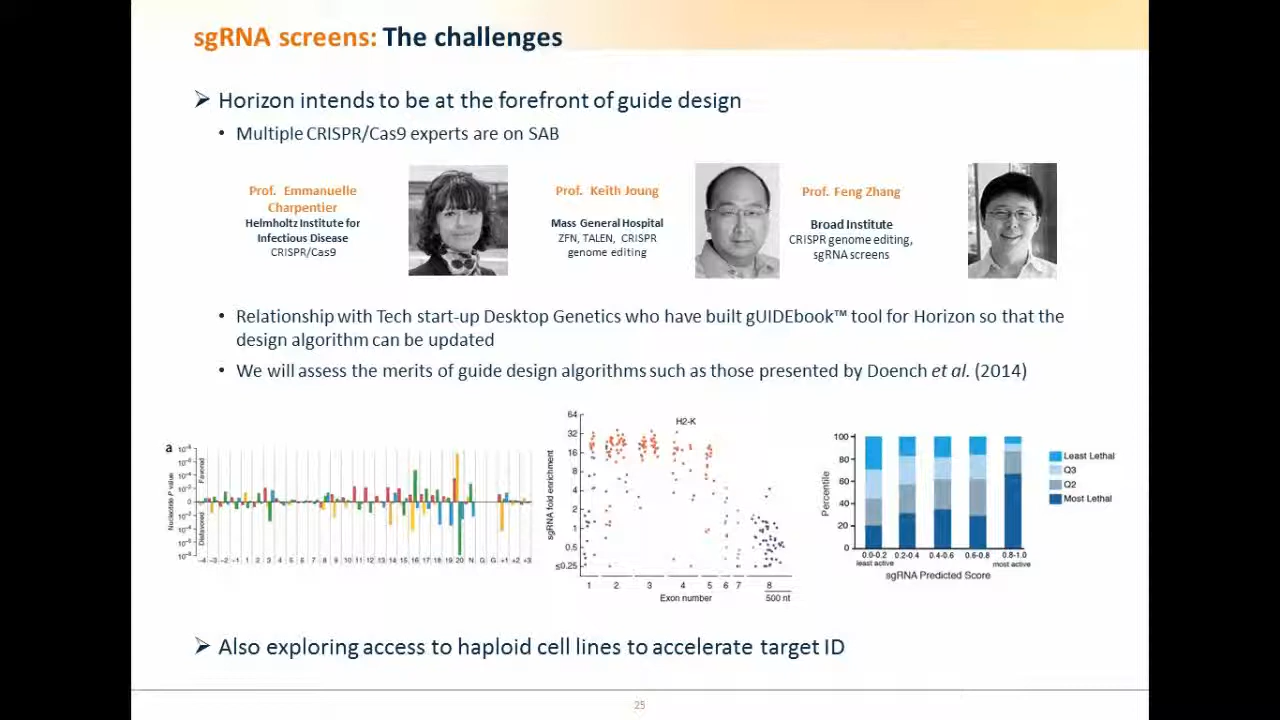 sgRNA screens: The challenges
➢ Horizon intends to be at the forefront of guide design
• Multiple CRISPR/Cas9 experts are on SAB
Prof. Emmanuelle
Charpentier
Helmholtz Institute for
Infectious Disease
CRISPR/Cas9
Prof. Keith Joung
Mass General Hospital
ZFN, TALEN, CRISPR
genome editing
Prof. Feng Zhang
Broad Institute
CRISPR genome editing,
sgRNA screens
• Relationship with Tech start-up Desktop Genetics who have built gUIDEbook™ tool for Horizon so that the
design algorithm can be updated
• We will assess the merits of guide design algorithms such as those presented by Doench et al. (2014)
a
Nucleotide P value
Favored
Disfavored
0
−4 −3 −2 −1 1 2 3 4 5 6 7 8 9 10 11 12 13 14 15 16 17 18 19 20 N G G +1 +2 +3
H2-K
sgRNA fold enrichment
64
32
16
8
4
2
1
0.5
≤0.25
1 2 3 4 5 6 7 8
Exon number
500 nt
Percentile
100
80
60
40
20
0
0.0-0.2 0.2-0.4 0.4-0.6 0.6-0.8 0.8-1.0
least active most active
sgRNA Predicted Score
Least Lethal
Q3
Q2
Most Lethal
➢ Also exploring access to haploid cell lines to accelerate target ID
25